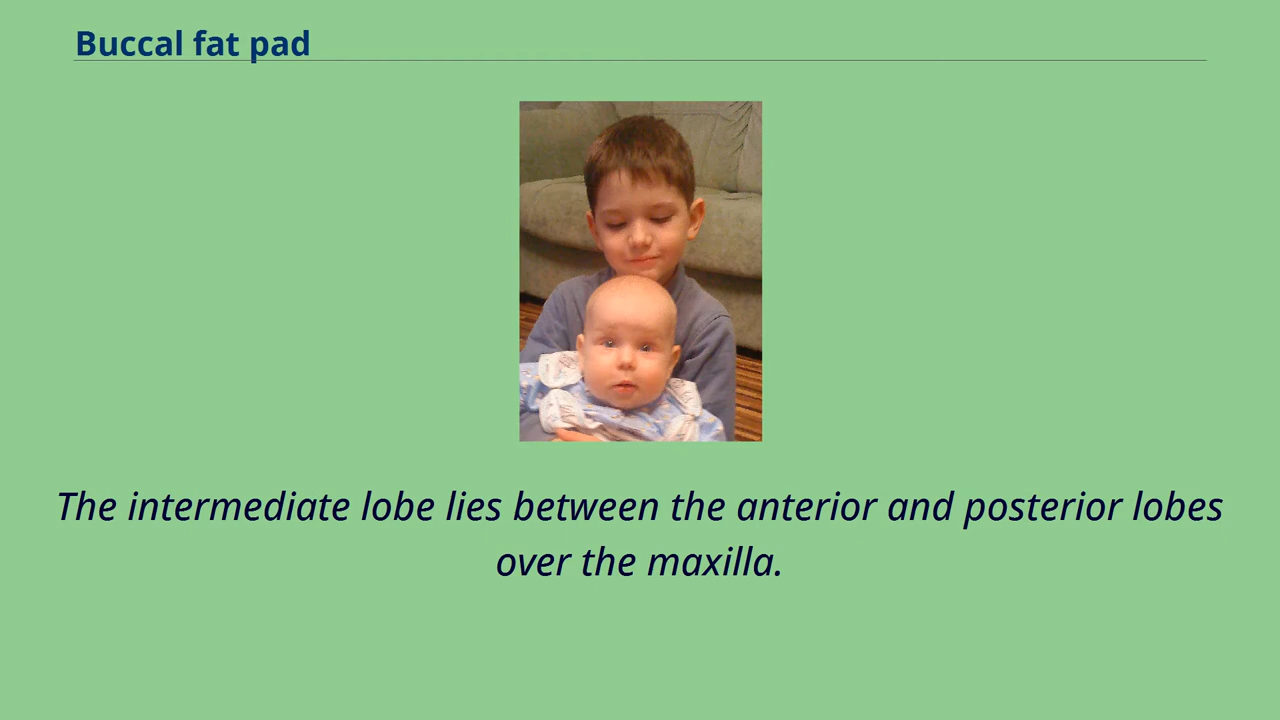 Buccal fat pad
The intermediate lobe lies between the anterior and posterior lobes
over the maxilla.